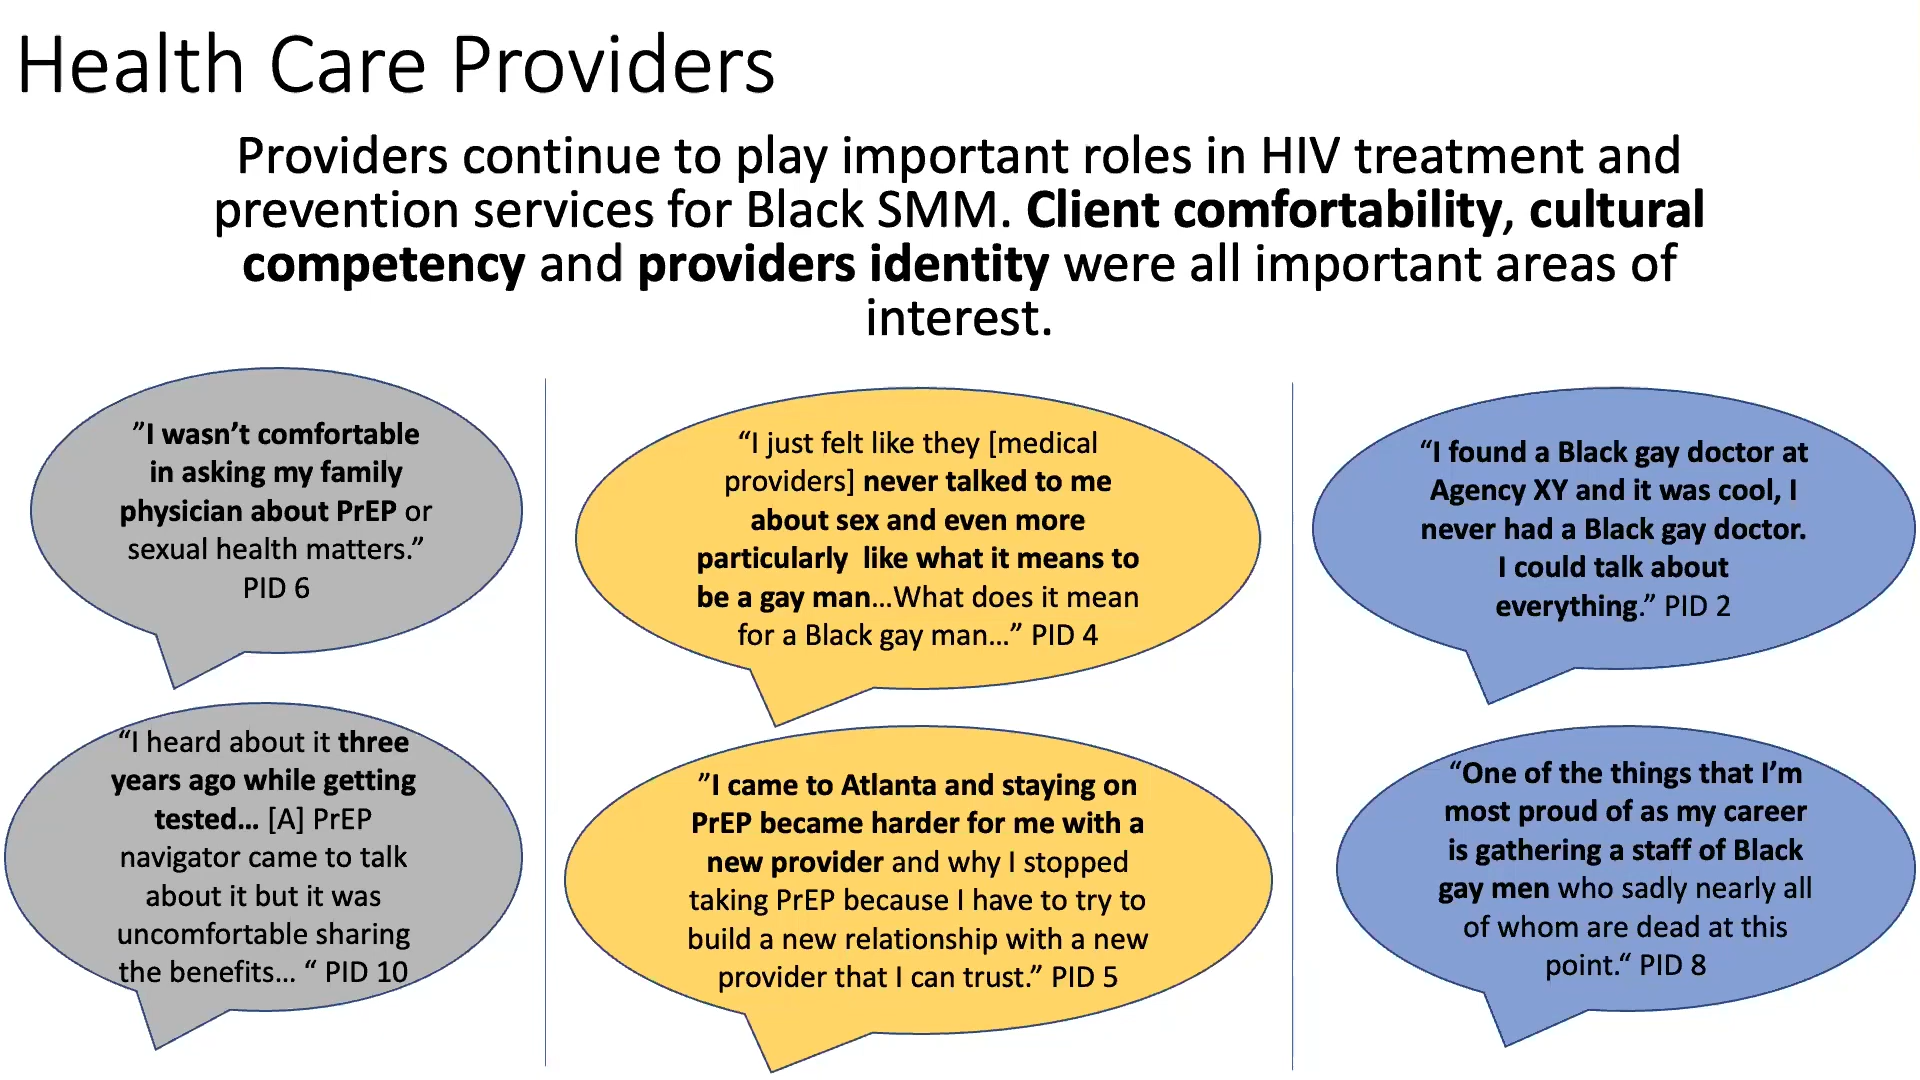 Health Care Providers
Providers continue to play important roles in HIV treatment and
prevention services for Black SMM. Client comfortability, cultural
competency and providers identity were all important areas of
interest.
”I wasn’t comfortable
in asking my family
physician about PrEP or
sexual health matters.”
PID 6
“I heard about it three
years ago while getting
tested… [A] PrEP
navigator came to talk
about it but it was
uncomfortable sharing
the benefits… “ PID 10
“I just felt like they [medical
providers] never talked to me
about sex and even more
particularly  like what it means to
be a gay man…What does it mean
for a Black gay man…” PID 4
”I came to Atlanta and staying on
PrEP became harder for me with a
new provider and why I stopped
taking PrEP because I have to try to
build a new relationship with a new
provider that I can trust.” PID 5
“I found a Black gay doctor at
Agency XY and it was cool, I
never had a Black gay doctor.
I could talk about
everything.” PID 2
“One of the things that I’m
most proud of as my career
is gathering a staff of Black
gay men who sadly nearly all
of whom are dead at this
point.“ PID 8